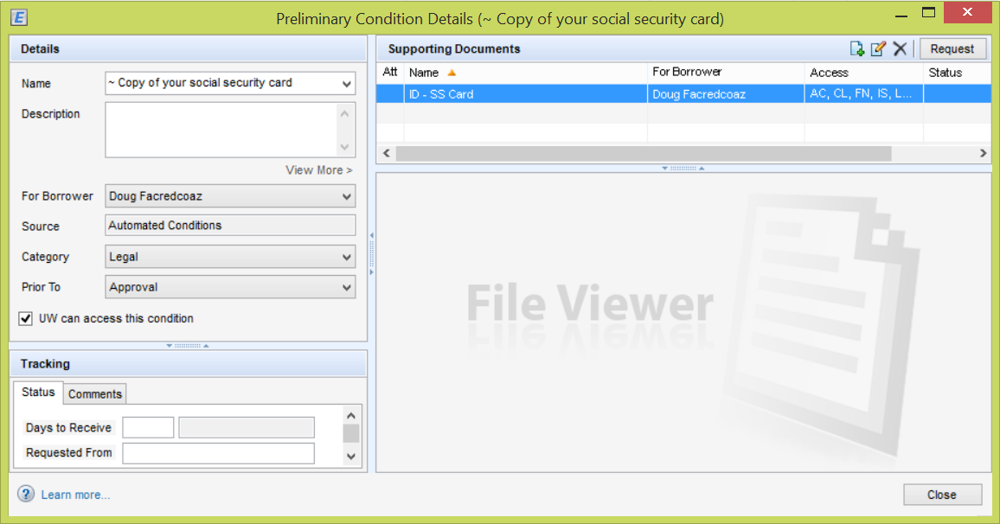 E
Preliminary Condition Details (~ Copy of your social security card)
Details
Name ~ Copy of your social security card
Description
View More >
For Borrower Doug Facredcoaz
Source Automated Conditions
Category Legal
Prior To Approval
UW can access this condition
Tracking
Status Comments
Days to Receive
Requested From
Supporting Documents Request
Att Name For Borrower Access Status
ID - SS Card Doug Facredcoaz AC, CL, FN, IS, L...
File Viewer
? Learn more...
Close